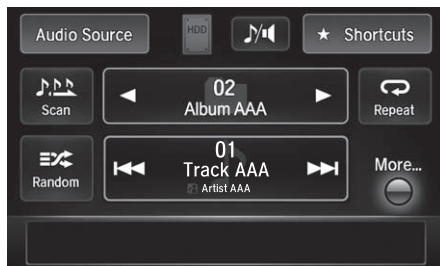 Audio Source
HDD
★ Shortcuts
Scan
02
Album AAA
Repeat
Random
01
Track AAA
Artist AAA
More...